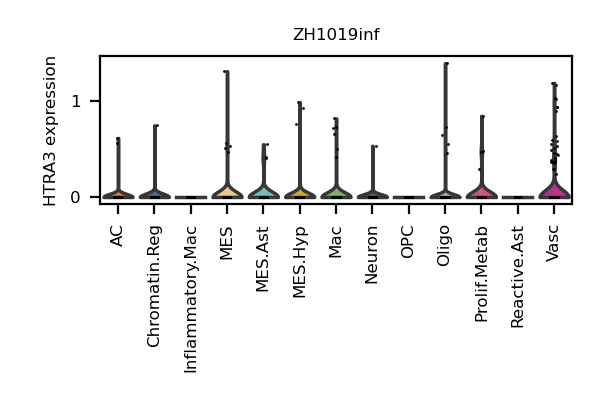 ZH1019inf
HTRA3 expression
1
0
AC
Chromatin.Reg
Inflammatory.Mac
MES
MES.Ast
MES.Hyp
Mac
Neuron
OPC
Oligo
Prolif.Metab
Reactive.Ast
Vasc